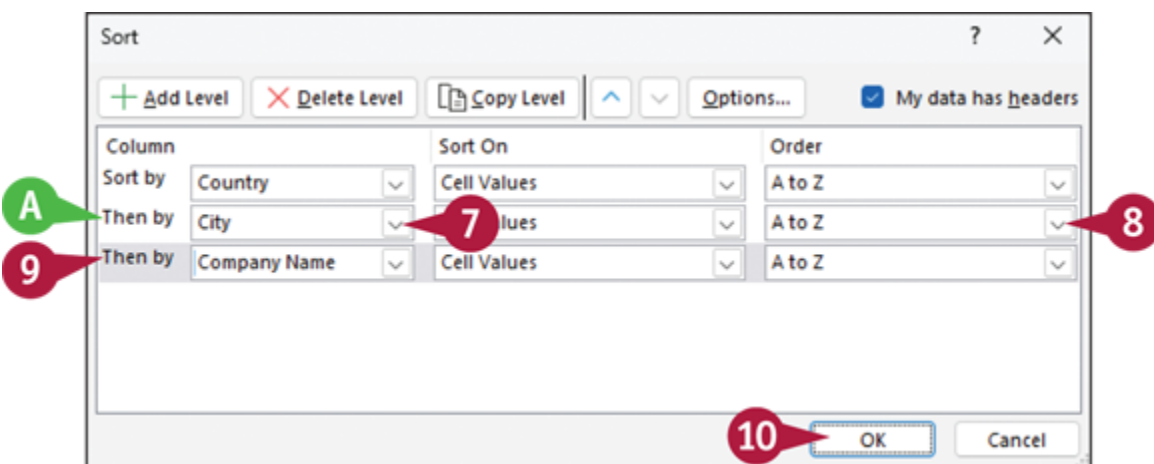 Sort ?
Add Level Delete Level Copy Level Options... My data has headers
Column Sort On Order
Sort by Country Cell Values A to Z
A Then by City 7 lues A to Z 8
9 Then by Company Name Cell Values A to Z
10 OK Cancel